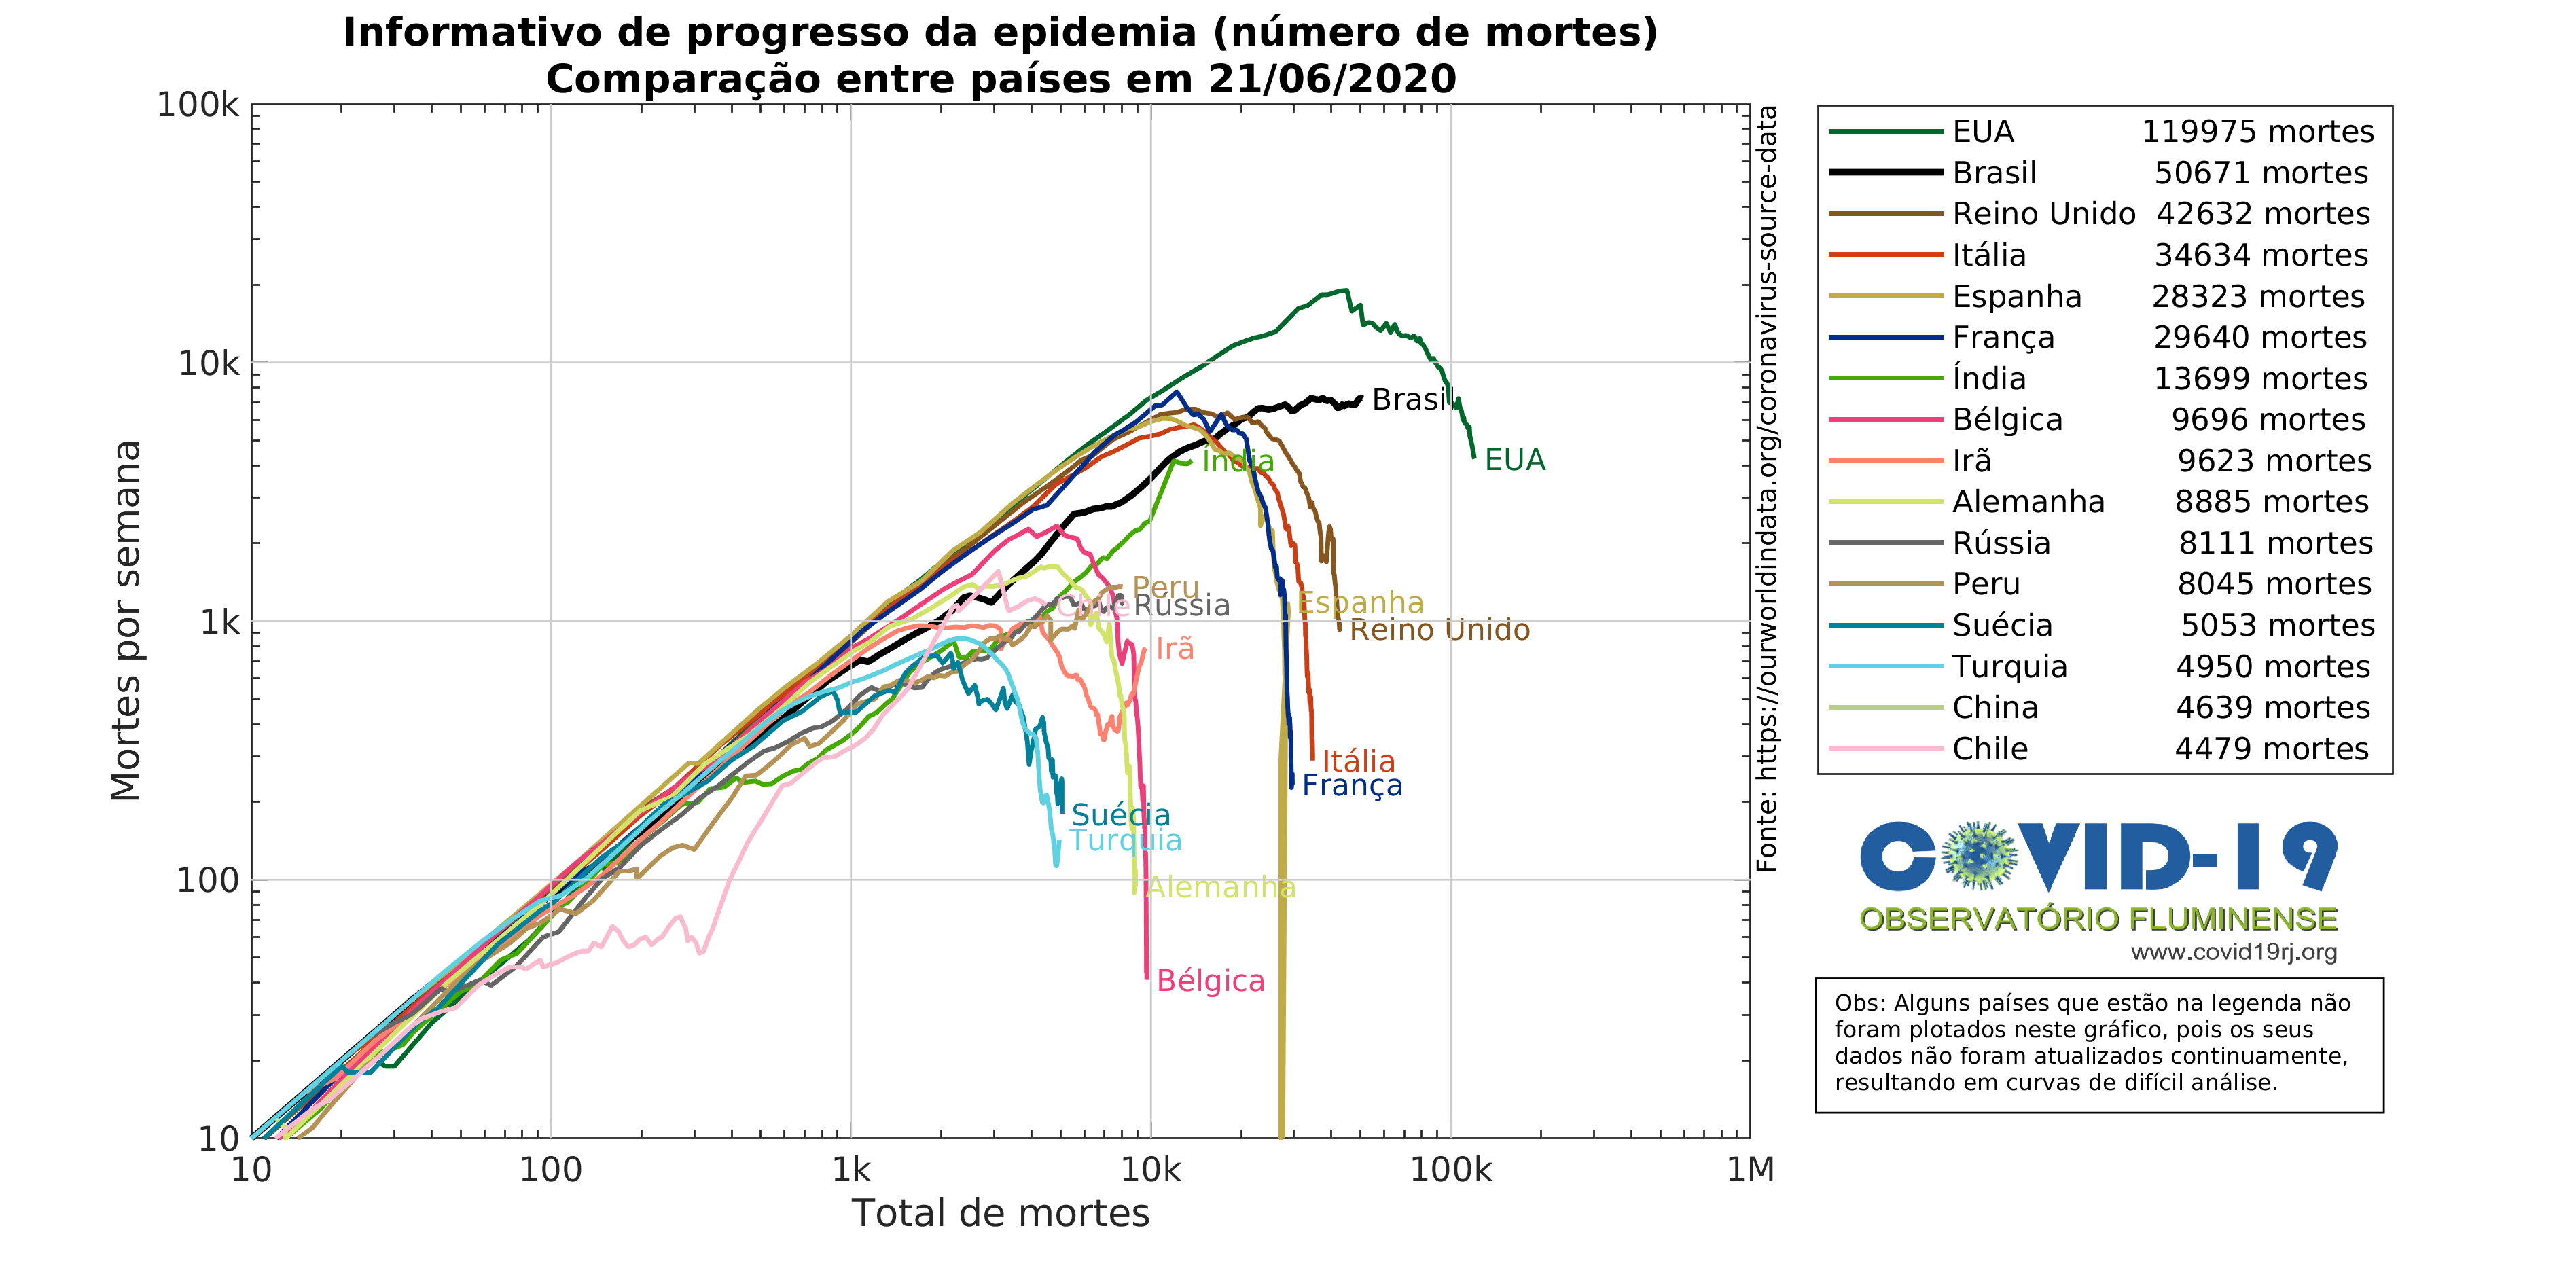 Informativo de progresso da epidemia (número de mortes)
Comparação entre países em 21/06/2020
100k
10k
1k
100
10
Mortes por semana
10 100 1k 10k 100k 1M
Total de mortes
Brasil
EUA
Índia
Peru
Chile
Rússia
Espanha
Reino Unido
Irã
Itália
França
Suécia
Turquia
Alemanha
Bélgica
Fonte: https://ourworldindata.org/coronavirus-source-data
EUA 119975 mortes
Brasil 50671 mortes
Reino Unido 42632 mortes
Itália 34634 mortes
Espanha 28323 mortes
França 29640 mortes
Índia 13699 mortes
Bélgica 9696 mortes
Irã 9623 mortes
Alemanha 8885 mortes
Rússia 8111 mortes
Peru 8045 mortes
Suécia 5053 mortes
Turquia 4950 mortes
China 4639 mortes
Chile 4479 mortes
COVID-19
OBSERVATÓRIO FLUMINENSE
www.covid19rj.org
Obs: Alguns países que estão na legenda não
foram plotados neste gráfico, pois os seus
dados não foram atualizados continuamente,
resultando em curvas de difícil análise.